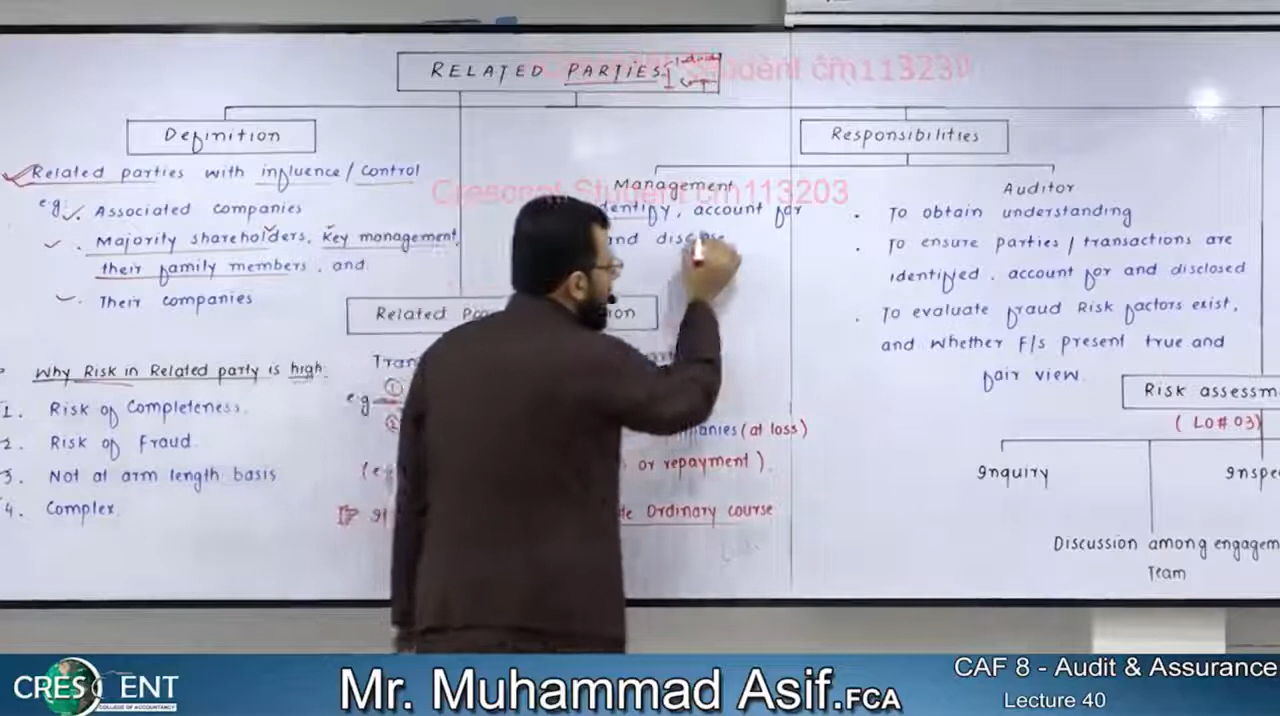 RELATED PARTIES
Crescent Student cm113203
Definition
Related parties with influence / control
eg:
Associated companies
Majority shareholders, Key management,
their family members, and
Their companies
Why Risk in Related party is high:
1. Risk of Completeness.
2. Risk of Fraud.
3. Not at arm length basis
4. Complex
Related
e.g
①
(at loss)
or repayment).
Ordinary course
Responsibilities
Management
identify, account for
and disclose
Auditor
. To obtain understanding
. To ensure parties / transactions are
identified, account for and disclosed
. To evaluate fraud Risk factors exist,
and whether F/s present true and
fair view.
Risk assessm
( LO# 03)
Inquiry
Inspe
Discussion among engagem
Team
CRESCENT
COLLEGE OF ACCOUNTANCY
Mr. Muhammad Asif.FCA
CAF 8 - Audit & Assurance
Lecture 40